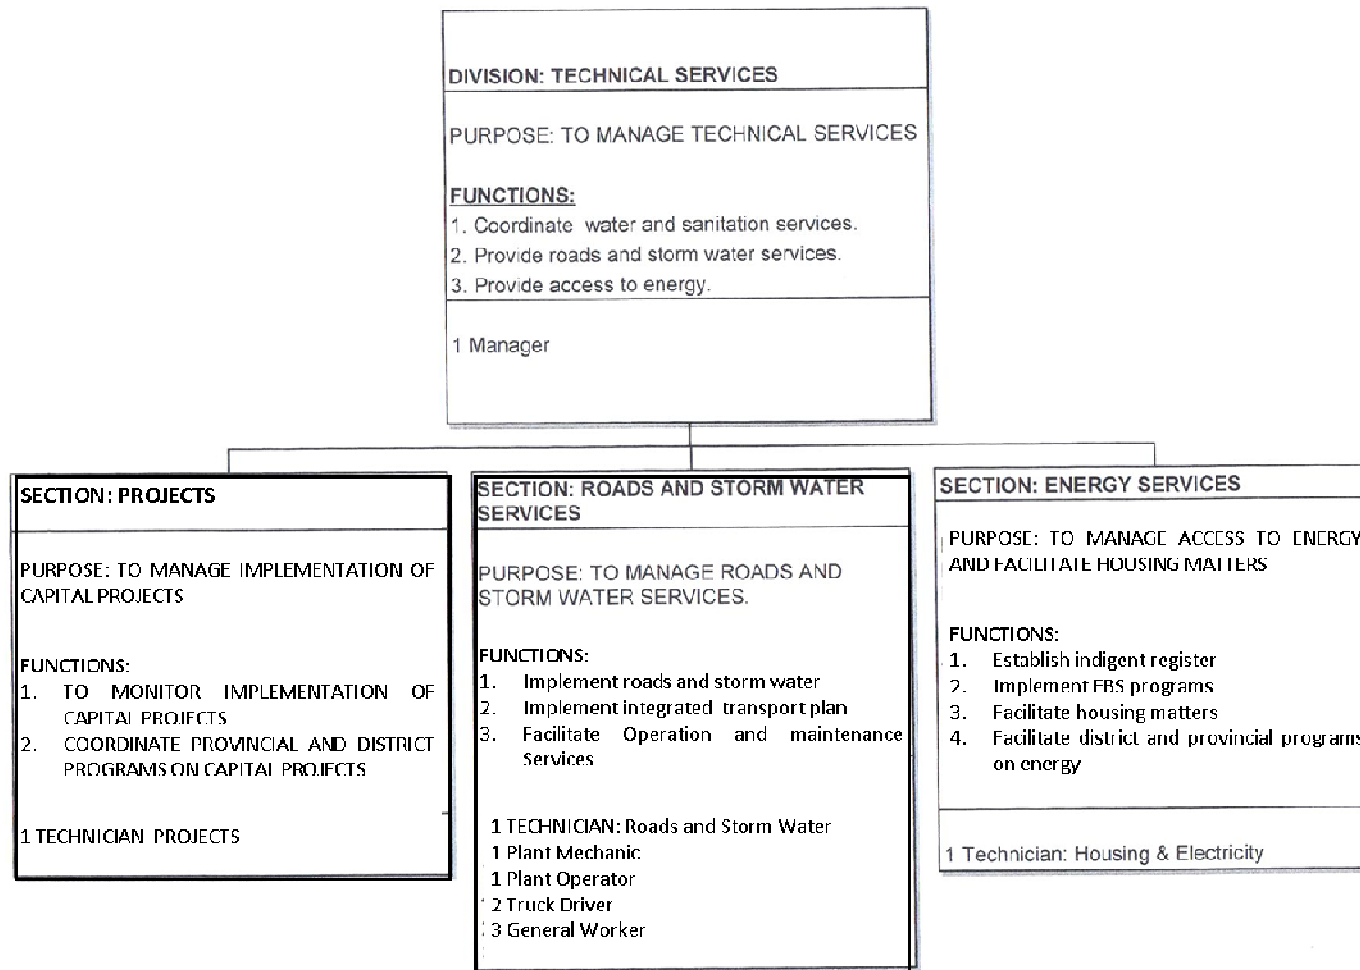 DIVISION: TECHNICAL SERVICES
PURPOSE: TO MANAGE TECHNICAL SERVICES
FUNCTIONS:
1. Coordinate water and sanitation services.
2. Provide roads and storm water services.
3. Provide access to energy.
1 Manager
SECTION: PROJECTS
PURPOSE: TO MANAGE IMPLEMENTATION OF
CAPITAL PROJECTS
FUNCTIONS:
1. TO MONITOR IMPLEMENTATION OF
CAPITAL PROJECTS
2. COORDINATE PROVINCIAL AND DISTRICT
PROGRAMS ON CAPITAL PROJECTS
1 TECHNICIAN PROJECTS
SECTION: ROADS AND STORM WATER
SERVICES
PURPOSE: TO MANAGE ROADS AND
STORM WATER SERVICES.
FUNCTIONS:
1. Implement roads and storm water
2. Implement integrated transport plan
3. Facilitate Operation and maintenance
Services
1 TECHNICIAN: Roads and Storm Water
1 Plant Mechanic
1 Plant Operator
2 Truck Driver
3 General Worker
SECTION: ENERGY SERVICES
PURPOSE: TO MANAGE ACCESS TO ENERGY
AND FACILITATE HOUSING MATTERS
FUNCTIONS:
1. Establish indigent register
2. Implement FBS programs
3. Facilitate housing matters
4. Facilitate district and provincial programs
on energy
1 Technician: Housing & Electricity